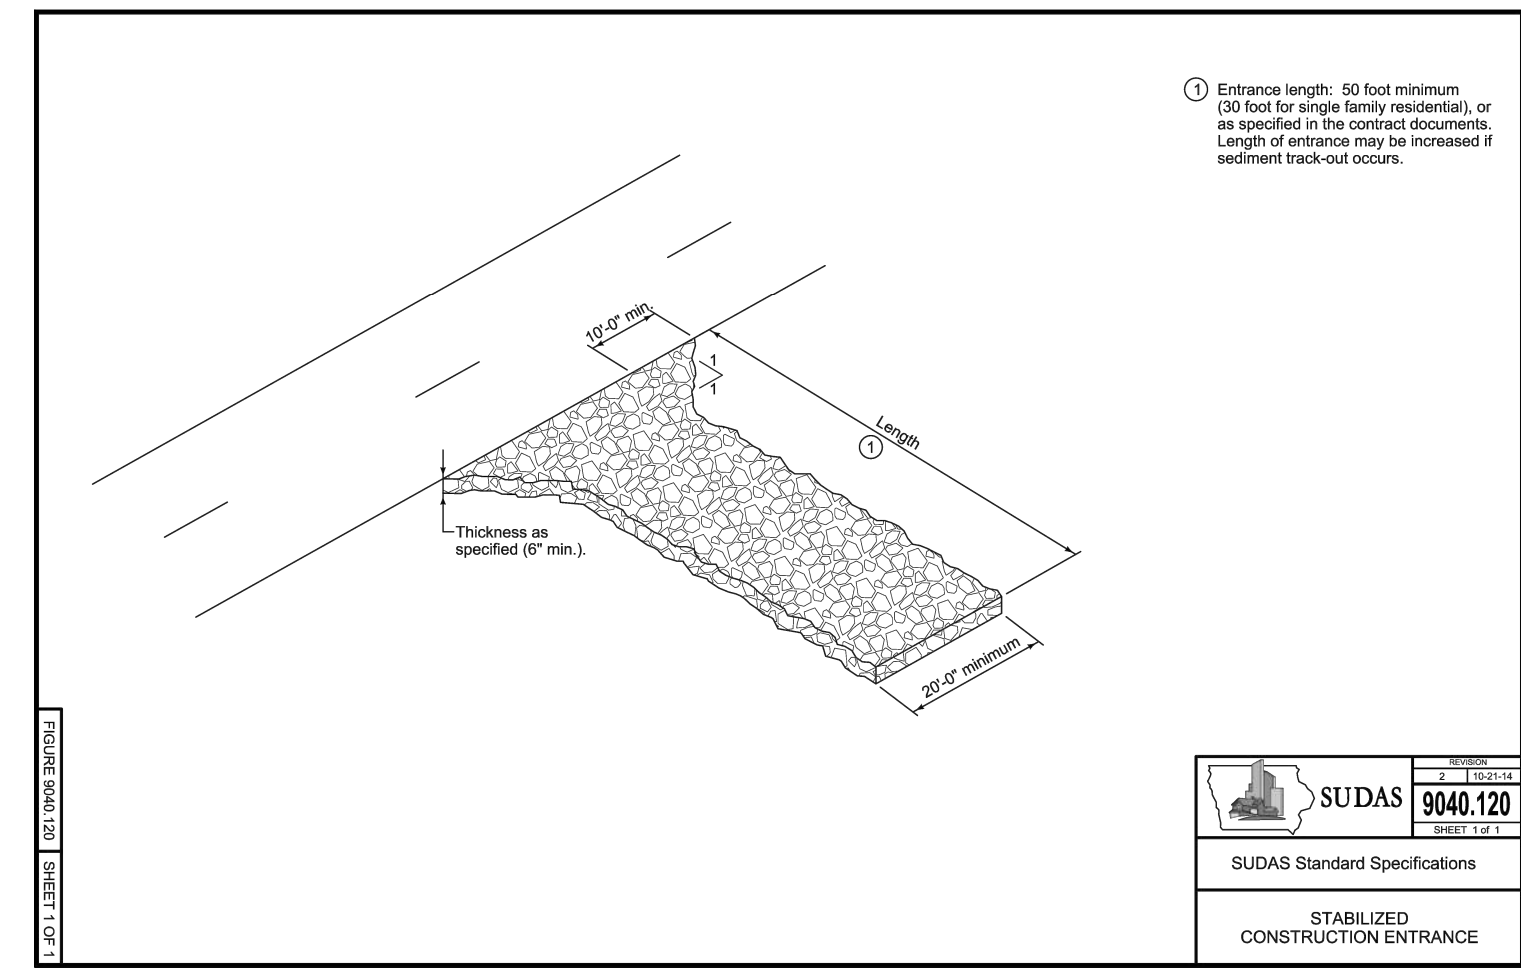 1 Entrance length: 50 foot minimum
(30 foot for single family residential), or
as specified in the contract documents.
Length of entrance may be increased if
sediment track-out occurs.
10'-0" min.
1
1
Length
1
Thickness as
specified (6" min.).
20'-0" minimum
FIGURE 9040.120
SHEET 1 OF 1
SUDAS
REVISION
2 10-21-14
9040.120
SHEET 1 of 1
SUDAS Standard Specifications
STABILIZED
CONSTRUCTION ENTRANCE